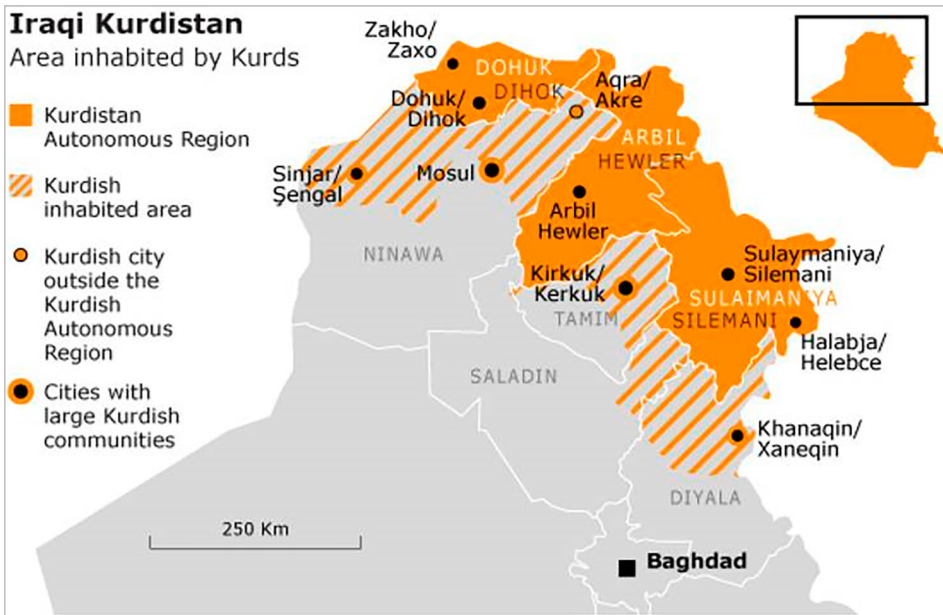 Iraqi Kurdistan
Area inhabited by Kurds
Kurdistan
Autonomous Region
Kurdish
inhabited area
Kurdish city
outside the
Kurdish
Autonomous
Region
Cities with
large Kurdish
communities
250 Km
Zakho/
Zaxo
DOHUK
DIHOK
Dohuk/
Dihok
Aqra/
Akre
ARBIL
HEWLER
Sinjar/
Şengal
Mosul
Arbil
Hewler
NINAWA
Kirkuk/
Kerkuk
TAMIM
Sulaymaniya/
Silemani
SULAIMANIYA
SILEMANI
Halabja/
Helebce
SALADIN
Khanaqin/
Xaneqin
DIYALA
Baghdad